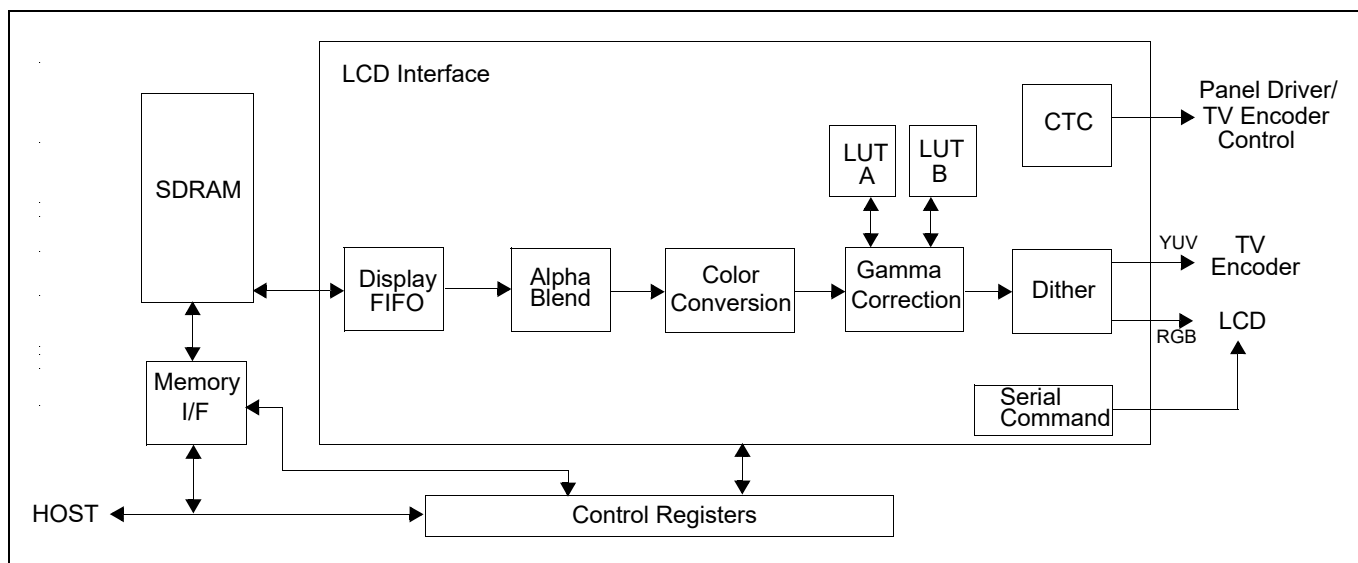 LCD Interface
SDRAM
CTC
Panel Driver/
TV Encoder
Control
LUT
A
LUT
B
Display
FIFO
Alpha
Blend
Color
Conversion
Gamma
Correction
Dither
YUV
TV
Encoder
RGB
LCD
Memory
I/F
Serial
Command
HOST
Control Registers